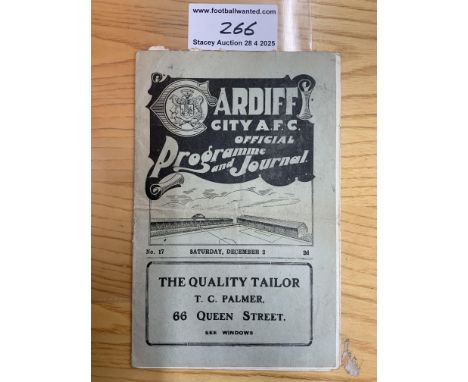 www.footballwanted.com
266
Stacey Auction 28 4 2025
CARDIFF
CITY A.F.C.
OFFICIAL
Programme
and Journal.
No. 17 SATURDAY, DECEMBER 2 2d
THE QUALITY TAILOR
T. C. PALMER,
66 QUEEN STREET.
SEE WINDOWS